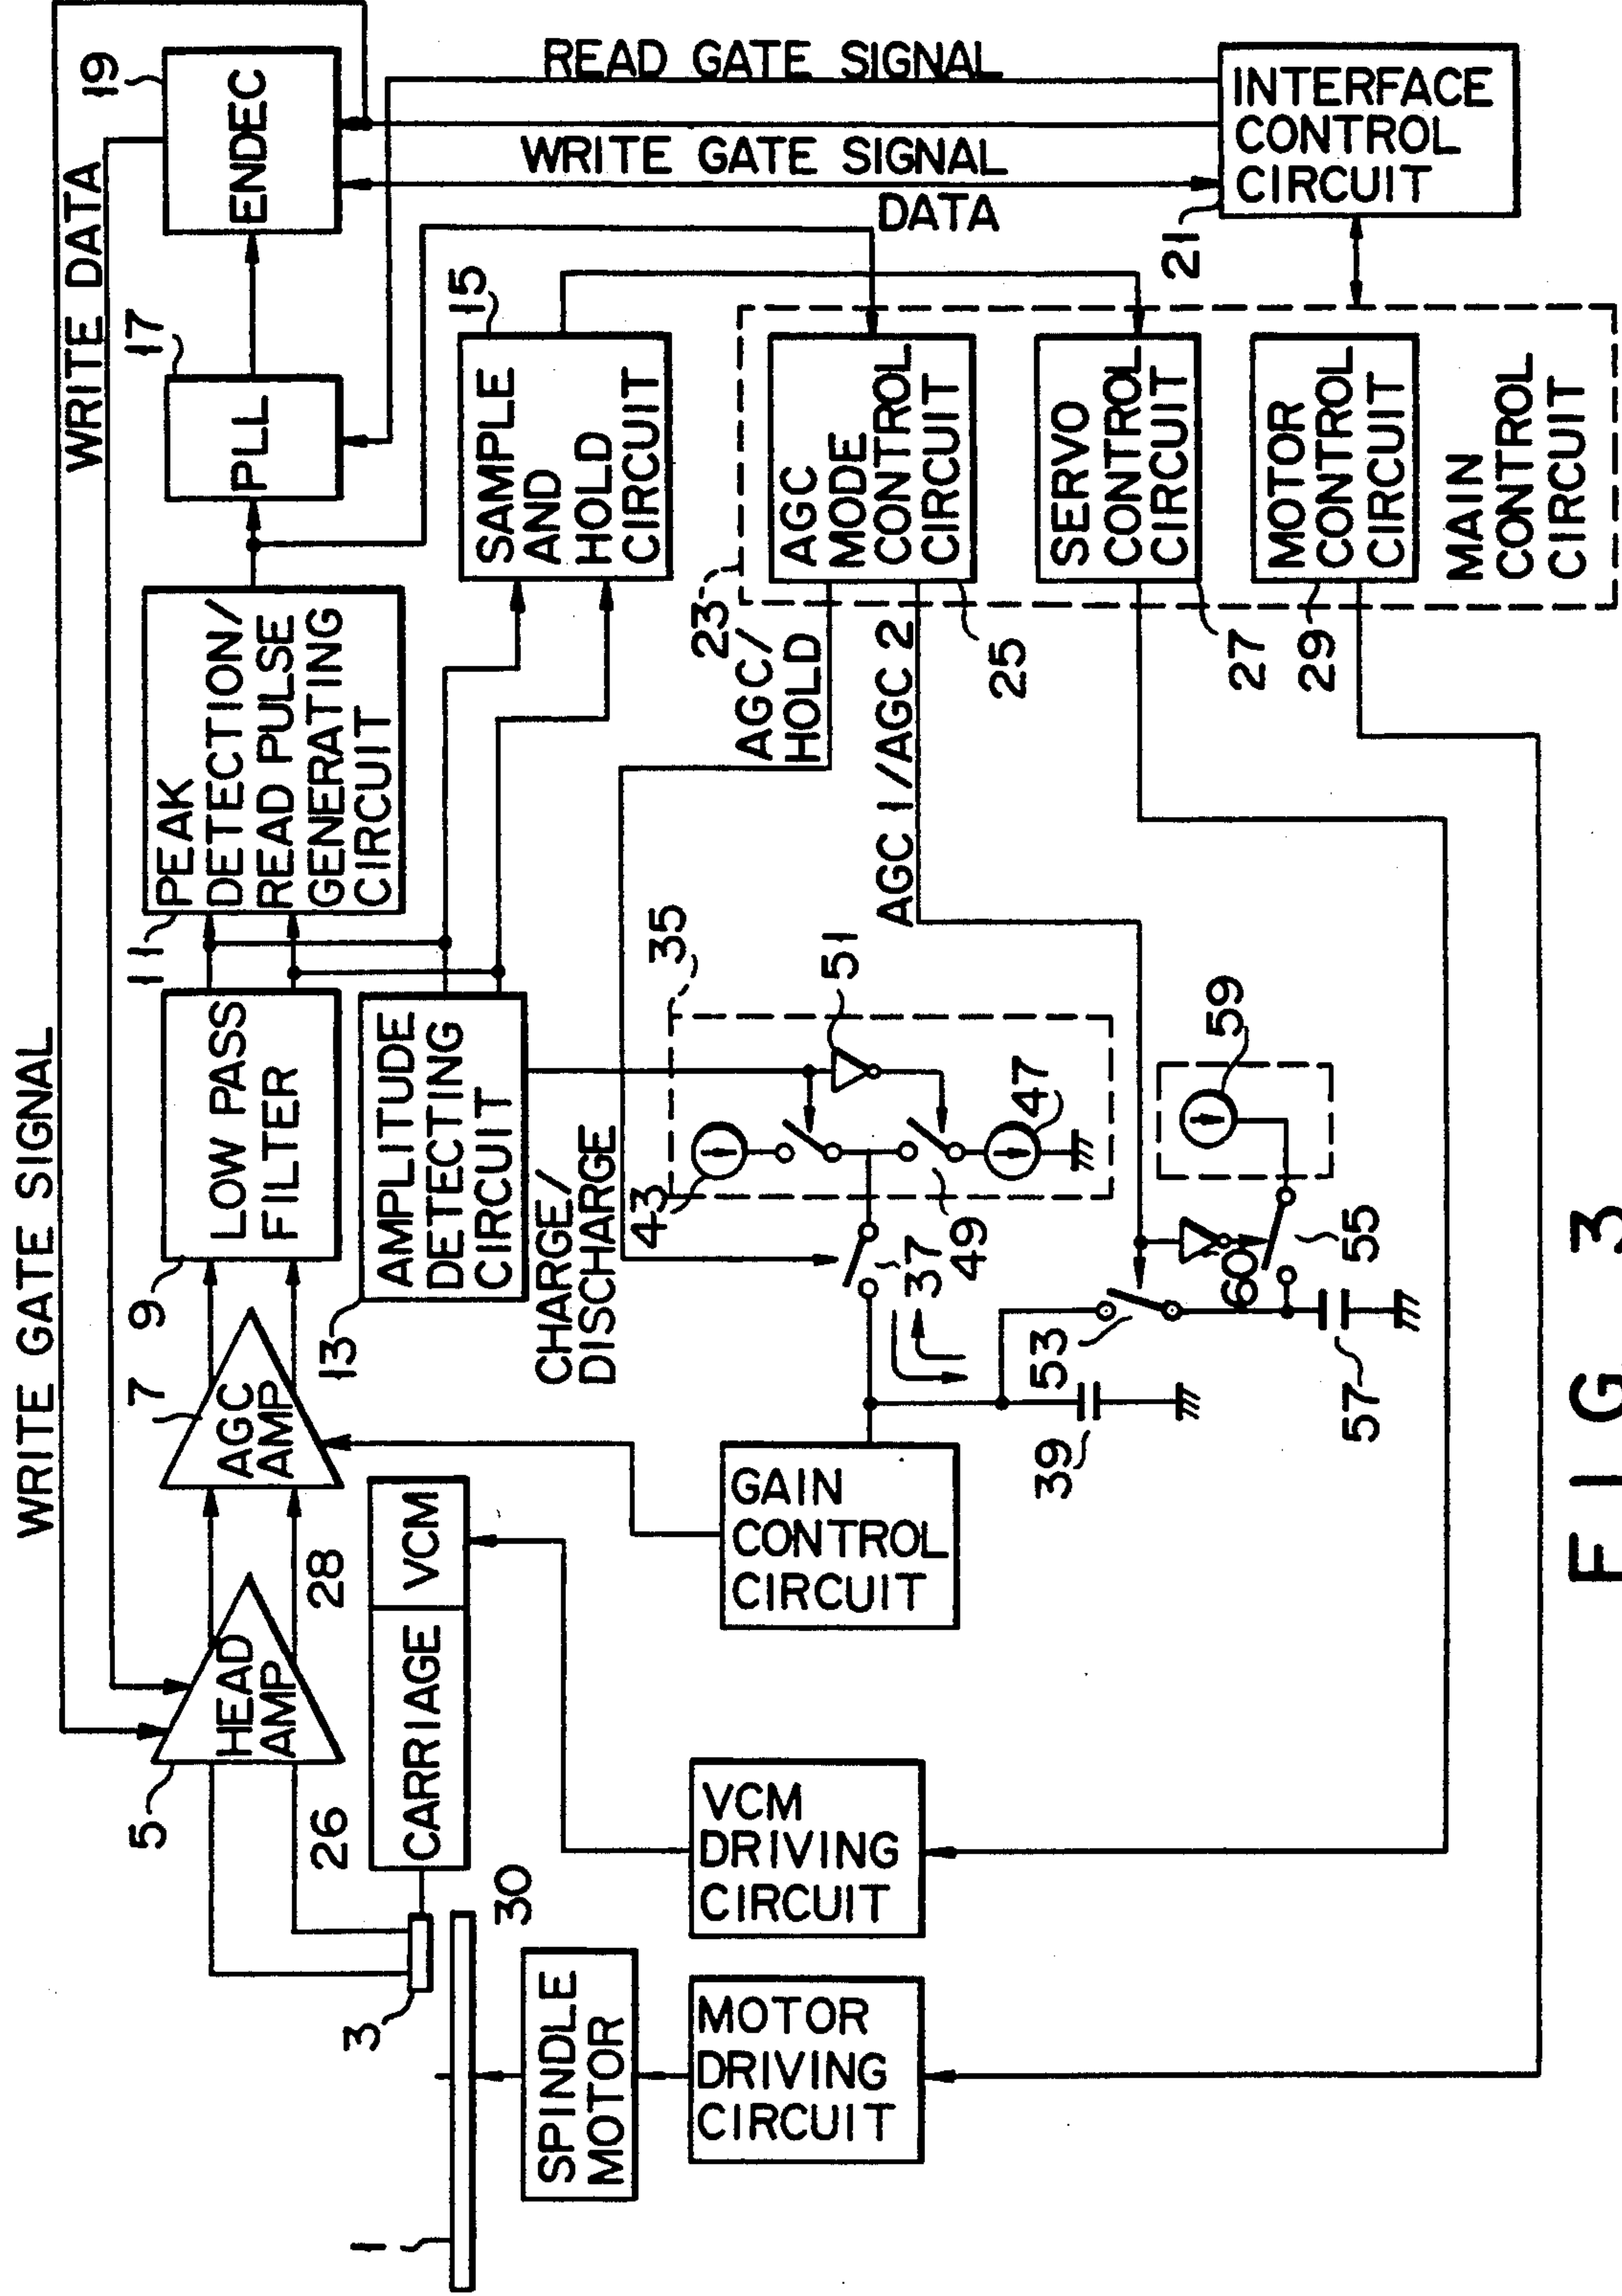 WRITE GATE SIGNAL
WRITE DATA
5
HEAD
AMP
26
28
7
AGC
AMP
9
LOW PASS
FILTER
11
PEAK
DETECTION/
READ PULSE
GENERATING
CIRCUIT
17
PLL
19
ENDEC
READ GATE SIGNAL
WRITE GATE SIGNAL
DATA
21
INTERFACE
CONTROL
CIRCUIT
13
AMPLITUDE
DETECTING
CIRCUIT
15
SAMPLE
AND
HOLD
CIRCUIT
3
CARRIAGE
VCM
30
1
SPINDLE
MOTOR
CHARGE/
DISCHARGE
35
43
51
47
49
37
23
AGC/
HOLD
AGC 1/AGC 2
AGC
MODE
CONTROL
CIRCUIT
25
SERVO
CONTROL
CIRCUIT
27
MOTOR
CONTROL
CIRCUIT
29
MAIN
CONTROL
CIRCUIT
GAIN
CONTROL
CIRCUIT
39
53
60
59
55
57
VCM
DRIVING
CIRCUIT
MOTOR
DRIVING
CIRCUIT
FIG 3